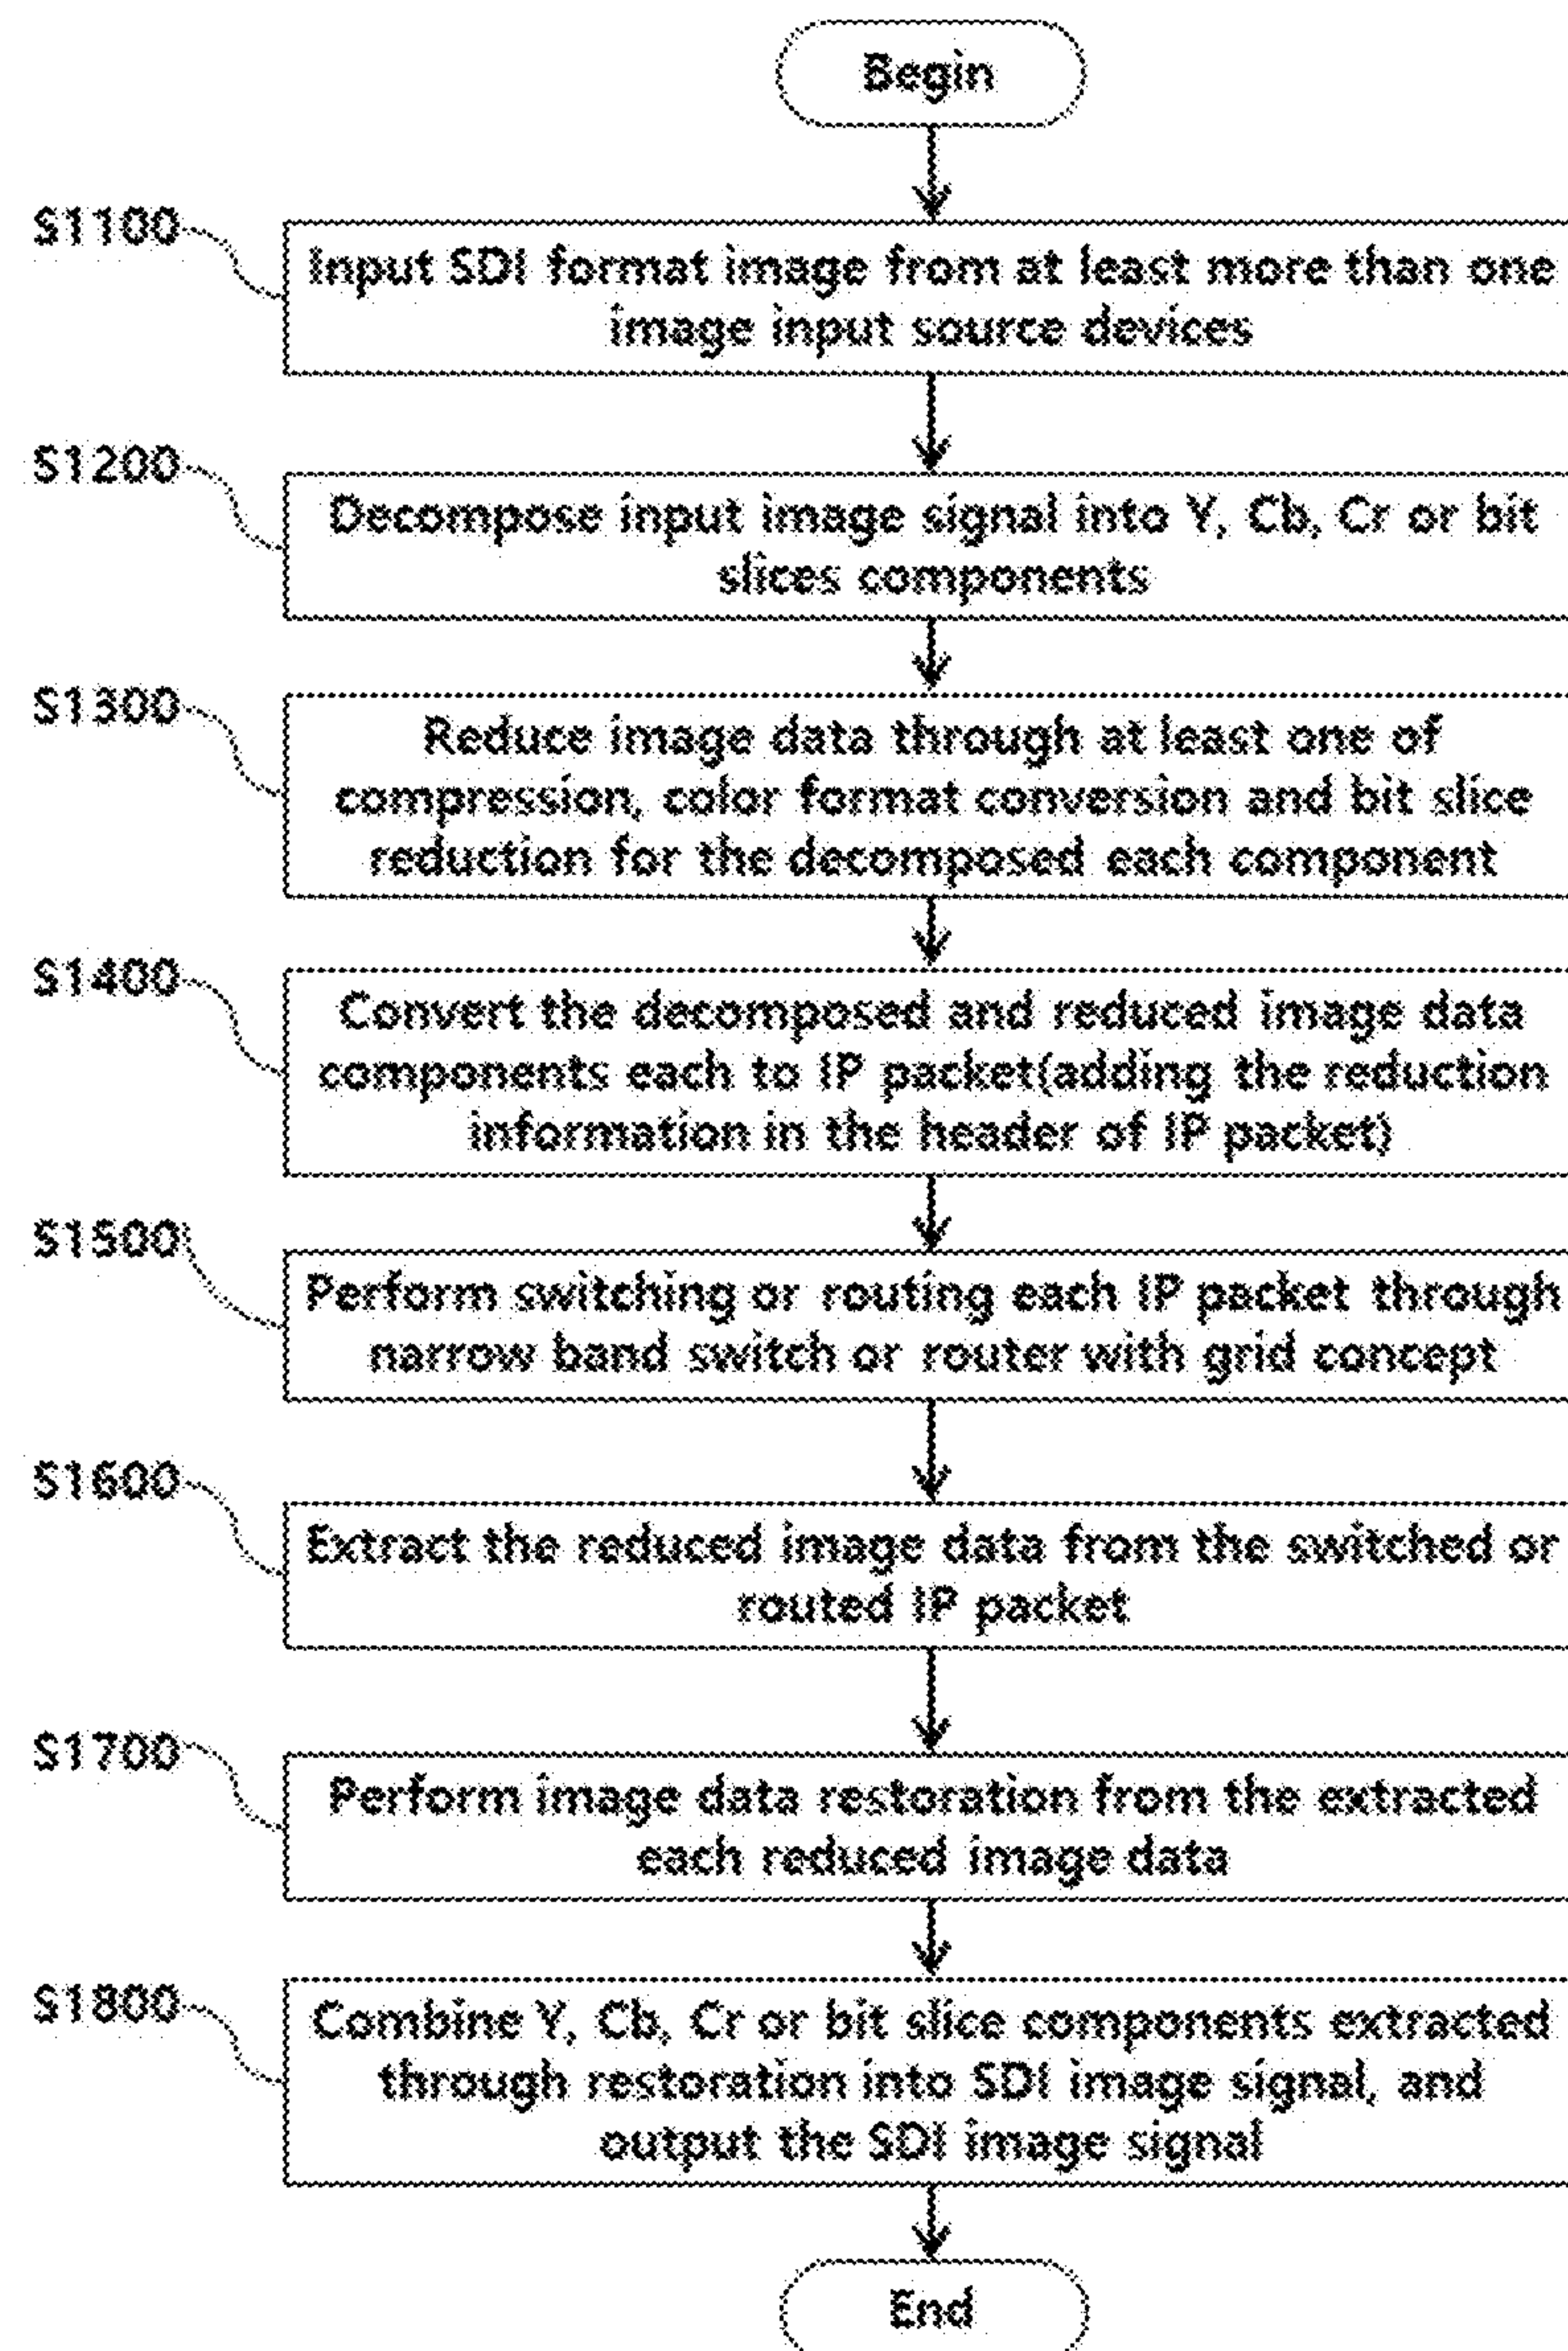 Begin
S1100
Input SDI format image from at least more than one
image input source devices
S1200
Decompose input image signal into Y, Cb, Cr or bit
slices components
S1300
Reduce image data through at least one of
compression, color format conversion and bit slice
reduction for the decomposed each component
S1400
Convert the decomposed and reduced image data
components each to IP packet(adding the reduction
information in the header of IP packet)
S1500
Perform switching or routing each IP packet through
narrow band switch or router with grid concept
S1600
Extract the reduced image data from the switched or
routed IP packet
S1700
Perform image data restoration from the extracted
each reduced image data
S1800
Combine Y, Cb, Cr or bit slice components extracted
through restoration into SDI image signal, and
output the SDI image signal
End